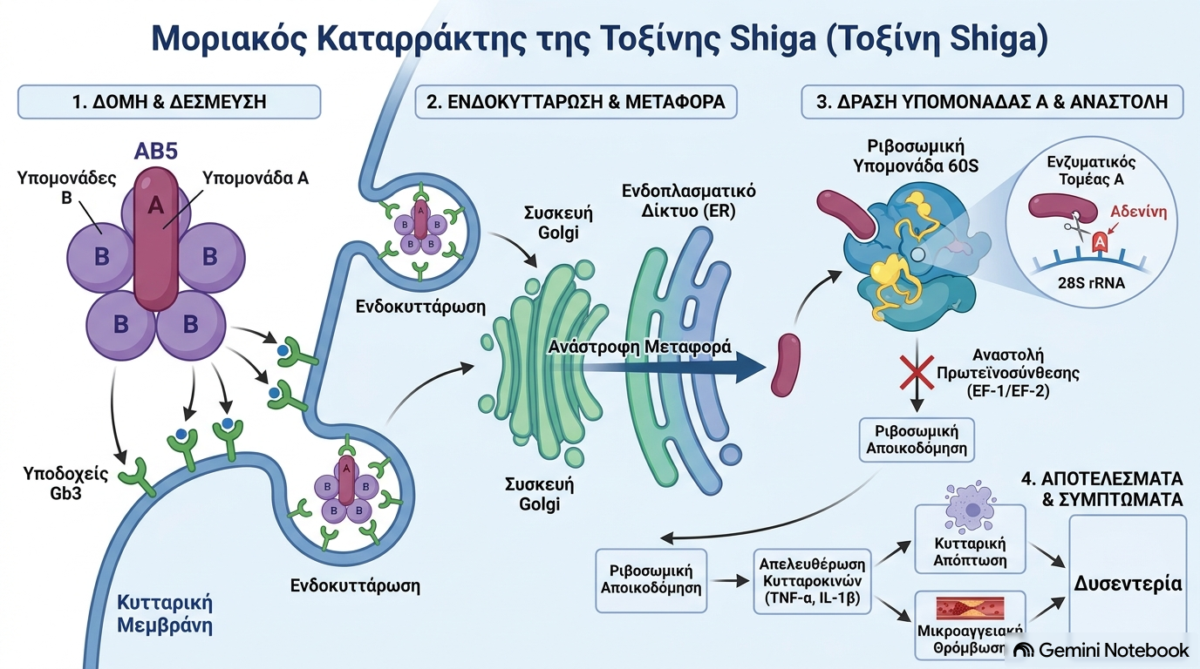 Μοριακός Καταρράκτης της Τοξίνης Shiga (Τοξίνη Shiga)
1. ΔΟΜΗ & ΔΕΣΜΕΥΣΗ
AB5
Υπομονάδες
B
Υπομονάδα A
A
B
B
B
B
Υποδοχείς
Gb3
Κυτταρική
Μεμβράνη
2. ΕΝΔΟΚΥΤΤΑΡΩΣΗ & ΜΕΤΑΦΟΡΑ
A
B
B
B
B
Ενδοκυττάρωση
A
B
B
B
B
Ενδοκυττάρωση
Συσκευή
Golgi
Ενδοπλασματικό
Δίκτυο (ER)
Ανάστροφη Μεταφορά
Συσκευή
Golgi
3. ΔΡΑΣΗ ΥΠΟΜΟΝΑΔΑΣ Α & ΑΝΑΣΤΟΛΗ
Ριβοσωμική
Υπομονάδα 60S
Ενζυματικός
Τομέας A
Αδενίνη
A
28S rRNA
Αναστολή
Πρωτεϊνοσύνθεσης
(EF-1/EF-2)
Ριβοσωμική
Αποικοδόμηση
4. ΑΠΟΤΕΛΕΣΜΑΤΑ
& ΣΥΜΠΤΩΜΑΤΑ
Ριβοσωμική
Αποικοδόμηση
Απελευθέρωση
Κυτταροκινών
(TNF-α, IL-1β)
Κυτταρική
Απόπτωση
Μικροαγγειακή
Θρόμβωση
Δυσεντερία
Gemini Notebook